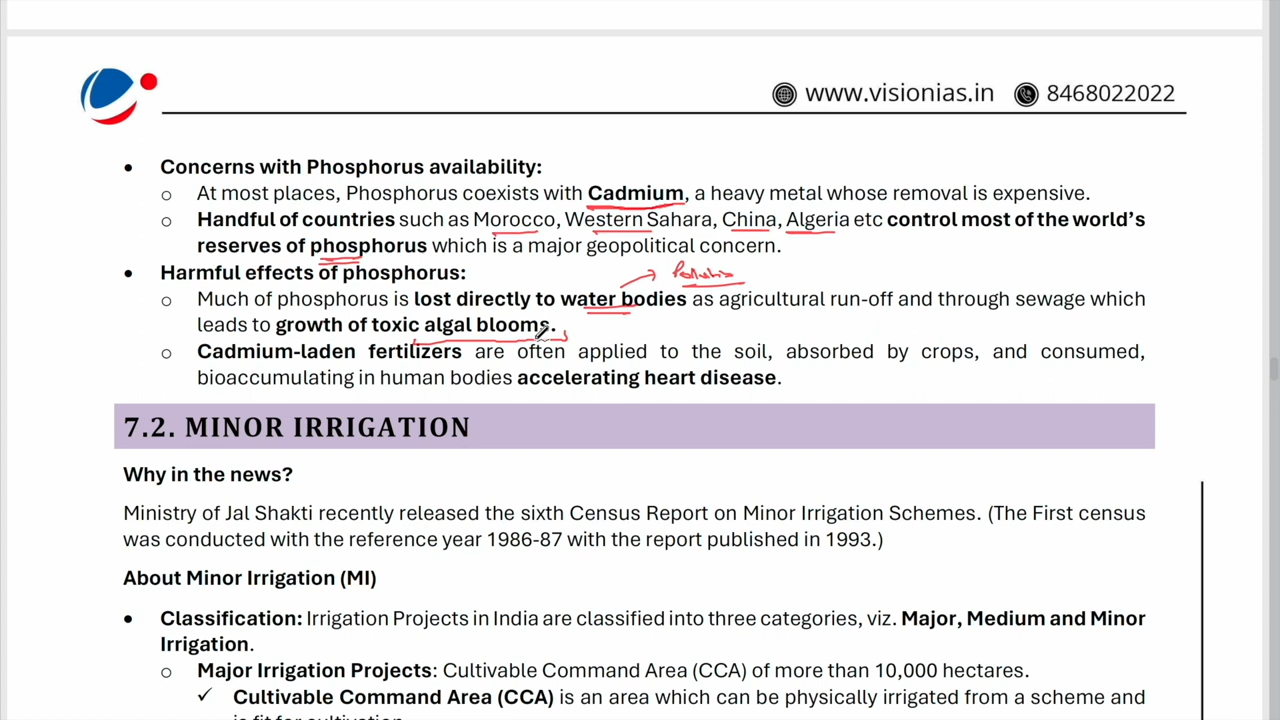 www.visionias.in 8468022022
• Concerns with Phosphorus availability:
o At most places, Phosphorus coexists with Cadmium, a heavy metal whose removal is expensive.
o Handful of countries such as Morocco, Western Sahara, China, Algeria etc control most of the world's
reserves of phosphorus which is a major geopolitical concern.
• Harmful effects of phosphorus:
o Much of phosphorus is lost directly to water bodies as agricultural run-off and through sewage which
leads to growth of toxic algal blooms.
o Cadmium-laden fertilizers are often applied to the soil, absorbed by crops, and consumed,
bioaccumulating in human bodies accelerating heart disease.
7.2. MINOR IRRIGATION
Why in the news?
Ministry of Jal Shakti recently released the sixth Census Report on Minor Irrigation Schemes. (The First census
was conducted with the reference year 1986-87 with the report published in 1993.)
About Minor Irrigation (MI)
• Classification: Irrigation Projects in India are classified into three categories, viz. Major, Medium and Minor
Irrigation.
o Major Irrigation Projects: Cultivable Command Area (CCA) of more than 10,000 hectares.
✓ Cultivable Command Area (CCA) is an area which can be physically irrigated from a scheme and
is fit for cultivation.